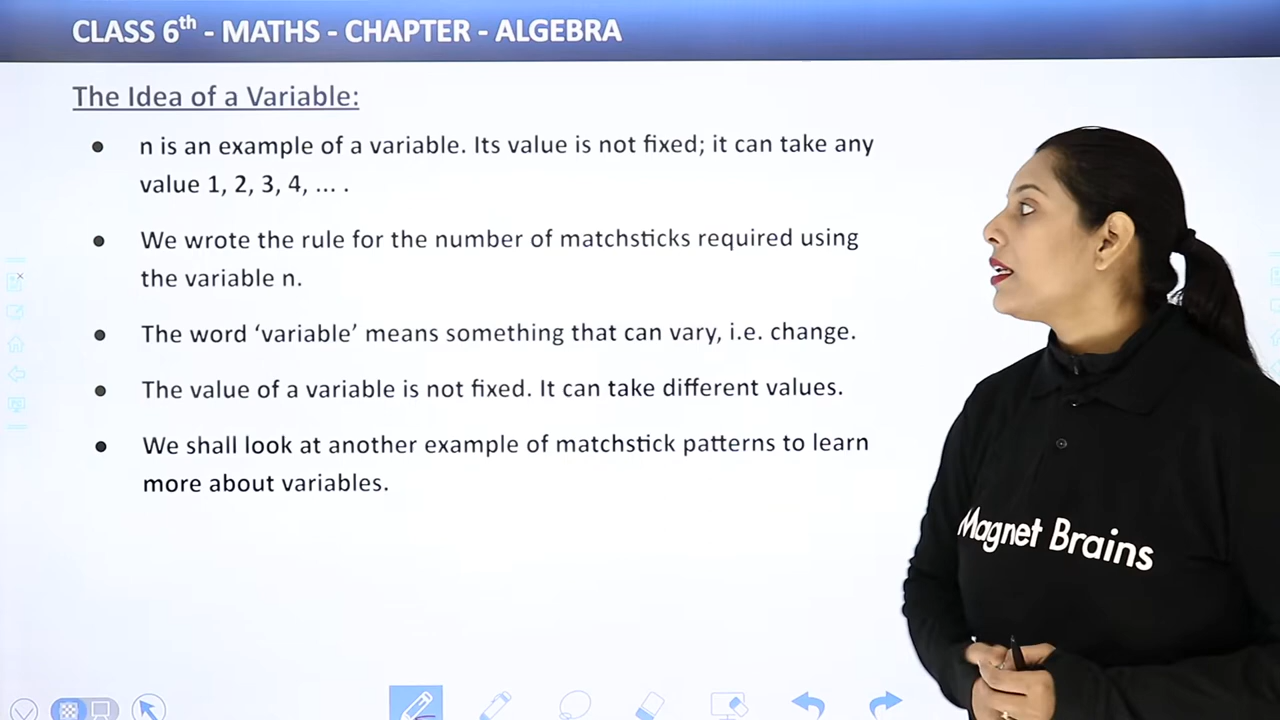 CLASS 6th - MATHS - CHAPTER - ALGEBRA
The Idea of a Variable:
● n is an example of a variable. Its value is not fixed; it can take any
value 1, 2, 3, 4, ... .
● We wrote the rule for the number of matchsticks required using
the variable n.
● The word ‘variable’ means something that can vary, i.e. change.
● The value of a variable is not fixed. It can take different values.
● We shall look at another example of matchstick patterns to learn
more about variables.
Magnet Brains